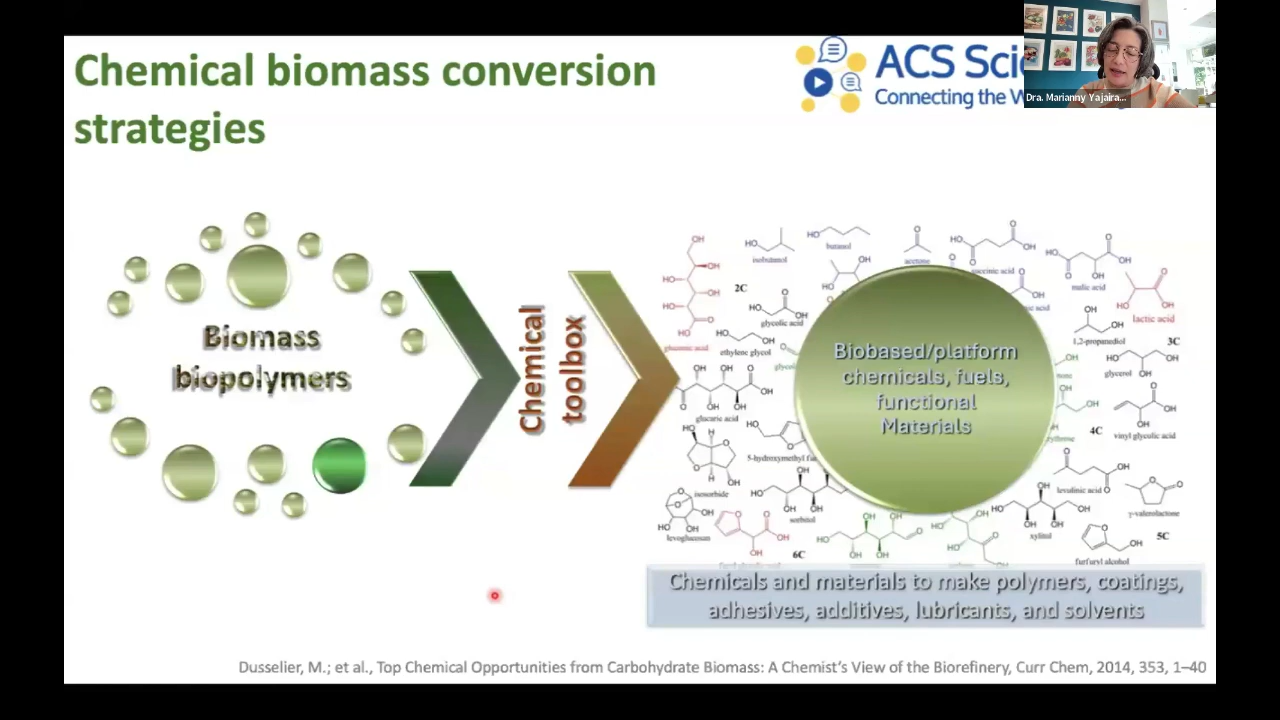 Chemical biomass conversion
strategies
ACS Sci
Connecting the W
Dra. Marianny Yajaira...
Biomass
biopolymers
Chemical
toolbox
Biobased/platform
chemicals, fuels,
functional
Materials
OH
isobutanol
butanol
acetone
succinic acid
malic acid
lactic acid
2C
glycolic acid
gluconic acid
ethylene glycol
1,2-propanediol
3C
glycerol
glucaric acid
4C
vinyl glycolic acid
5-hydroxymethyl
isosorbide
levulinic acid
sorbitol
γ-valerolactone
levoglucosan
xylitol
6C
5C
furfuryl alcohol
Chemicals and materials to make polymers, coatings,
adhesives, additives, lubricants, and solvents
Dusselier, M.; et al., Top Chemical Opportunities from Carbohydrate Biomass: A Chemist's View of the Biorefinery, Curr Chem, 2014, 353, 1–40